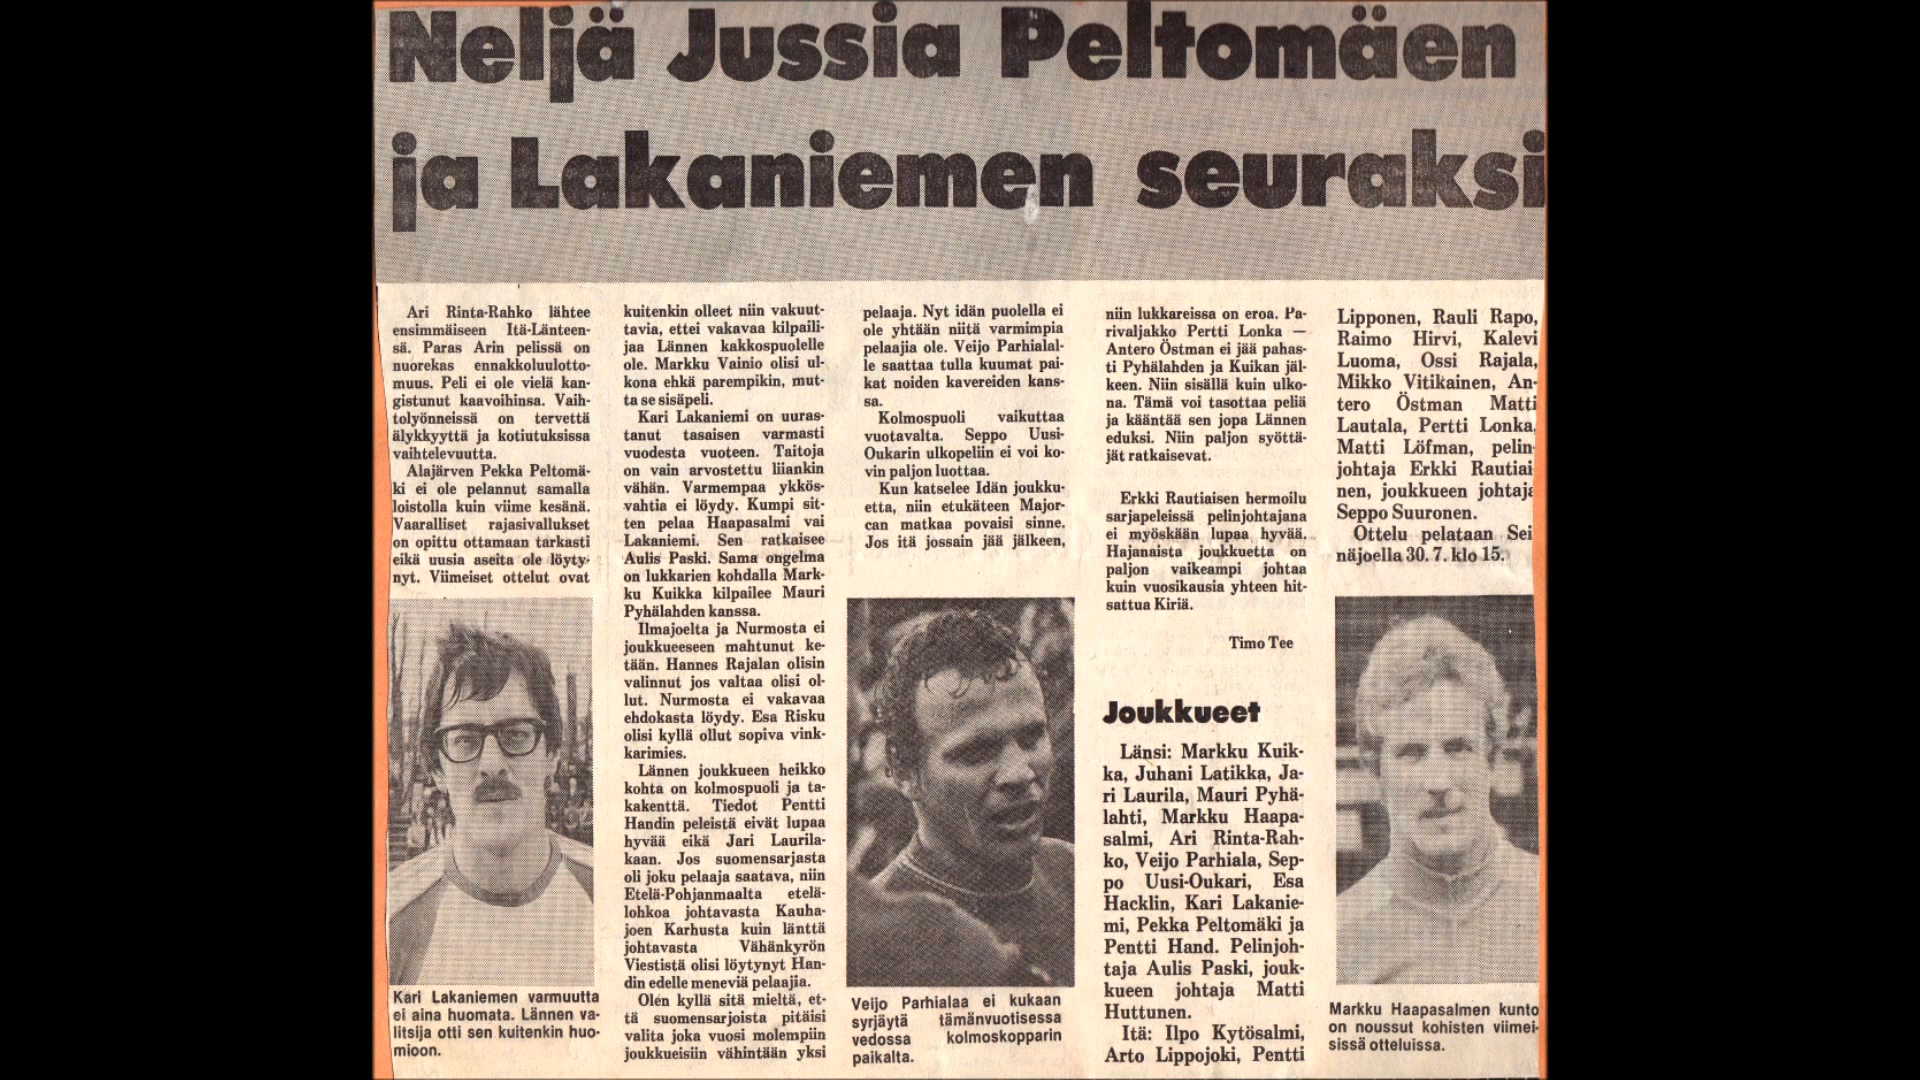 Neljä Jussia Peltomäen
ja Lakaniemen seuraksi
Ari Rinta-Rahko lähtee
ensimmäiseen Itä-Länteen-
sä. Paras Arin pelissä on
nuorekas ennakkoluulotto-
muus. Peli ei ole vielä kan-
gistunut kaavoihinsa. Vaih-
tolyönneissä on tervettä
älykkyyttä ja kotiutuksissa
vaihtelevuutta.
Alajärven Pekka Peltomä-
ki ei ole pelannut samalla
loistolla kuin viime kesänä.
Vaaralliset rajasivallukset
on opittu ottamaan tarkasti
eikä uusia aseita ole löyty-
nyt. Viimeiset ottelut ovat
Kari Lakaniemen varmuutta
ei aina huomata. Lännen va-
litsija otti sen kuitenkin huo-
mioon.
kuitenkin olleet niin vakuut-
tavia, ettei vakavaa kilpaili-
jaa Lännen kakkospuolelle
ole. Markku Vainio olisi ul-
kona ehkä parempikin, mut-
ta se sisäpeli.
Kari Lakaniemi on uuras-
tanut tasaisen varmasti
vuodesta vuoteen. Taitoja
on vain arvostettu liiankin
vähän. Varmempaa ykkös-
vahtia ei löydy. Kumpi sit-
ten pelaa Haapasalmi vai
Lakaniemi. Sen ratkaisee
Aulis Paski. Sama ongelma
on lukkarien kohdalla Mark-
ku Kuikka kilpailee Mauri
Pyhälahden kanssa.
Ilmajoelta ja Nurmosta ei
joukkueeseen mahtunut ke-
tään. Hannes Rajalan olisin
valinnut jos valtaa olisi ol-
lut. Nurmosta ei vakavaa
ehdokasta löydy. Esa Risku
olisi kyllä ollut sopiva vink-
karimies.
Lännen joukkueen heikko
kohta on kolmospuoli ja ta-
kakenttä. Tiedot Pentti
Handin peleistä eivät lupaa
hyvää eikä Jari Laurila-
kaan. Jos suomensarjasta
oli joku pelaaja saatava, niin
Etelä-Pohjanmaalta etelä-
lohkoa johtavasta Kauha-
joen Karhusta kuin länttä
johtavasta Vähänkyrön
Viestistä olisi löytynyt Han-
din edelle meneviä pelaajia.
Olen kyllä sitä mieltä, et-
tä suomensarjoista pitäisi
valita joka vuosi molempiin
joukkueisiin vähintään yksi
pelaaja. Nyt idän puolella ei
ole yhtään niitä varmimpia
pelaajia ole. Veijo Parhialal-
le saattaa tulla kuumat pai-
kat noiden kavereiden kans-
sa.
Kolmospuoli vaikuttaa
vuotavalta. Seppo Uusi-
Oukarin ulkopeliin ei voi ko-
vin paljon luottaa.
Kun katselee Idän joukku-
etta, niin etukäteen Major-
can matkaa povaisi sinne.
Jos itä jossain jää jälkeen,
Veijo Parhialaa ei kukaan
syrjäytä tämänvuotisessa
vedossa kolmoskopparin
paikalta.
niin lukkareissa on eroa. Pa-
rivaljakko Pertti Lonka —
Antero Östman ei jää pahas-
ti Pyhälahden ja Kuikan jäl-
keen. Niin sisällä kuin ulko-
na. Tämä voi tasottaa peliä
ja kääntää sen jopa Lännen
eduksi. Niin paljon syöttä-
jät ratkaisevat.
Erkki Rautiaisen hermoilu
sarjapeleissä pelinjohtajana
ei myöskään lupaa hyvää.
Hajanaista joukkuetta on
paljon vaikeampi johtaa
kuin vuosikausia yhteen hit-
sattua Kiriä.
Timo Tee
Joukkueet
Länsi: Markku Kuik-
ka, Juhani Latikka, Ja-
ri Laurila, Mauri Pyhä-
lahti, Markku Haapa-
salmi, Ari Rinta-Rah-
ko, Veijo Parhiala, Sep-
po Uusi-Oukari, Esa
Hacklin, Kari Lakanie-
mi, Pekka Peltomäki ja
Pentti Hand. Pelinjoh-
taja Aulis Paski, jouk-
kueen johtaja Matti
Huttunen.
Itä: Ilpo Kytösalmi,
Arto Lippojoki, Pentti
Lipponen, Rauli Rapo,
Raimo Hirvi, Kalevi
Luoma, Ossi Rajala,
Mikko Vitikainen, An-
tero Östman Matti
Lautala, Pertti Lonka,
Matti Löfman, pelin-
johtaja Erkki Rautiai
nen, joukkueen johtaja
Seppo Suuronen.
Ottelu pelataan Sei
näjoella 30.7. klo 15.
Markku Haapasalmen kunto
on noussut kohisten viimei-
sissä otteluissa.